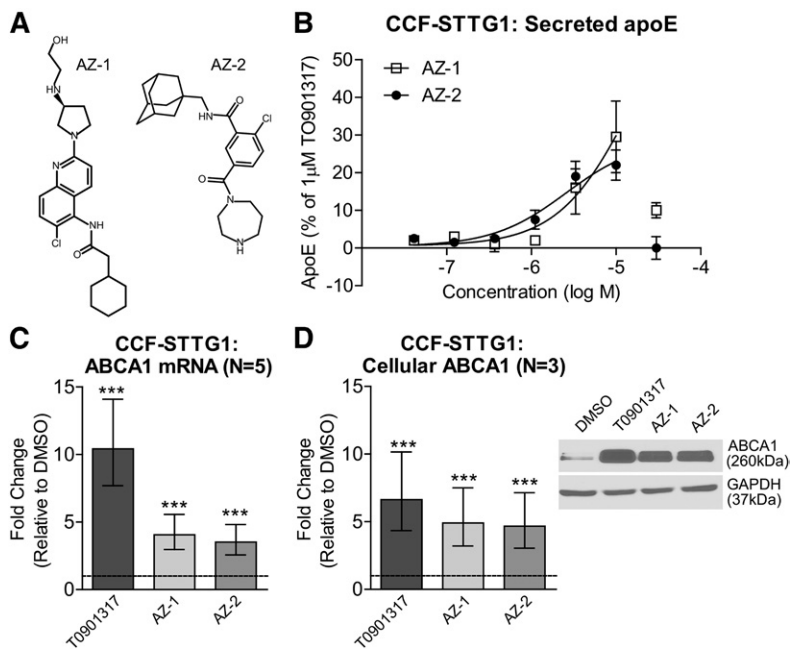 A
OH
HN
AZ-1
N
N
Cl
NH
O
AZ-2
HN
O
Cl
O
N
N
H
B
CCF-STTG1: Secreted apoE
ApoE (% of 1μM TO901317)
50
40
30
20
10
0
-10
AZ-1
AZ-2
-7
-6
-5
-4
Concentration (log M)
C
CCF-STTG1:
ABCA1 mRNA (N=5)
Fold Change
(Relative to DMSO)
15
10
5
0
***
***
***
T0901317
AZ-1
AZ-2
D
CCF-STTG1:
Cellular ABCA1 (N=3)
Fold Change
(Relative to DMSO)
15
10
5
0
***
***
***
T0901317
AZ-1
AZ-2
DMSO
T0901317
AZ-1
AZ-2
ABCA1
(260kDa)
GAPDH
(37kDa)